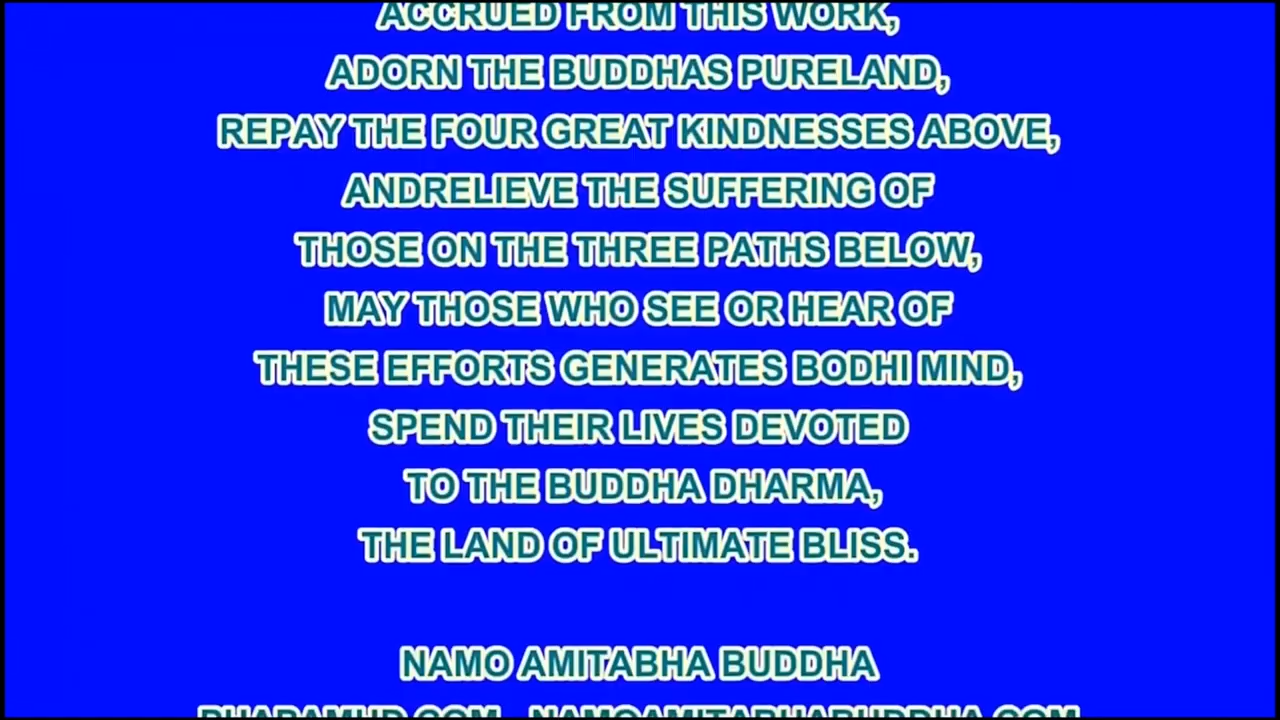 ACCRUED FROM THIS WORK,
ADORN THE BUDDHAS PURELAND,
REPAY THE FOUR GREAT KINDNESSES ABOVE,
ANDRELIEVE THE SUFFERING OF
THOSE ON THE THREE PATHS BELOW,
MAY THOSE WHO SEE OR HEAR OF
THESE EFFORTS GENERATES BODHI MIND,
SPEND THEIR LIVES DEVOTED
TO THE BUDDHA DHARMA,
THE LAND OF ULTIMATE BLISS.
NAMO AMITABHA BUDDHA
NAMOAMITABHABUDDHA.COM